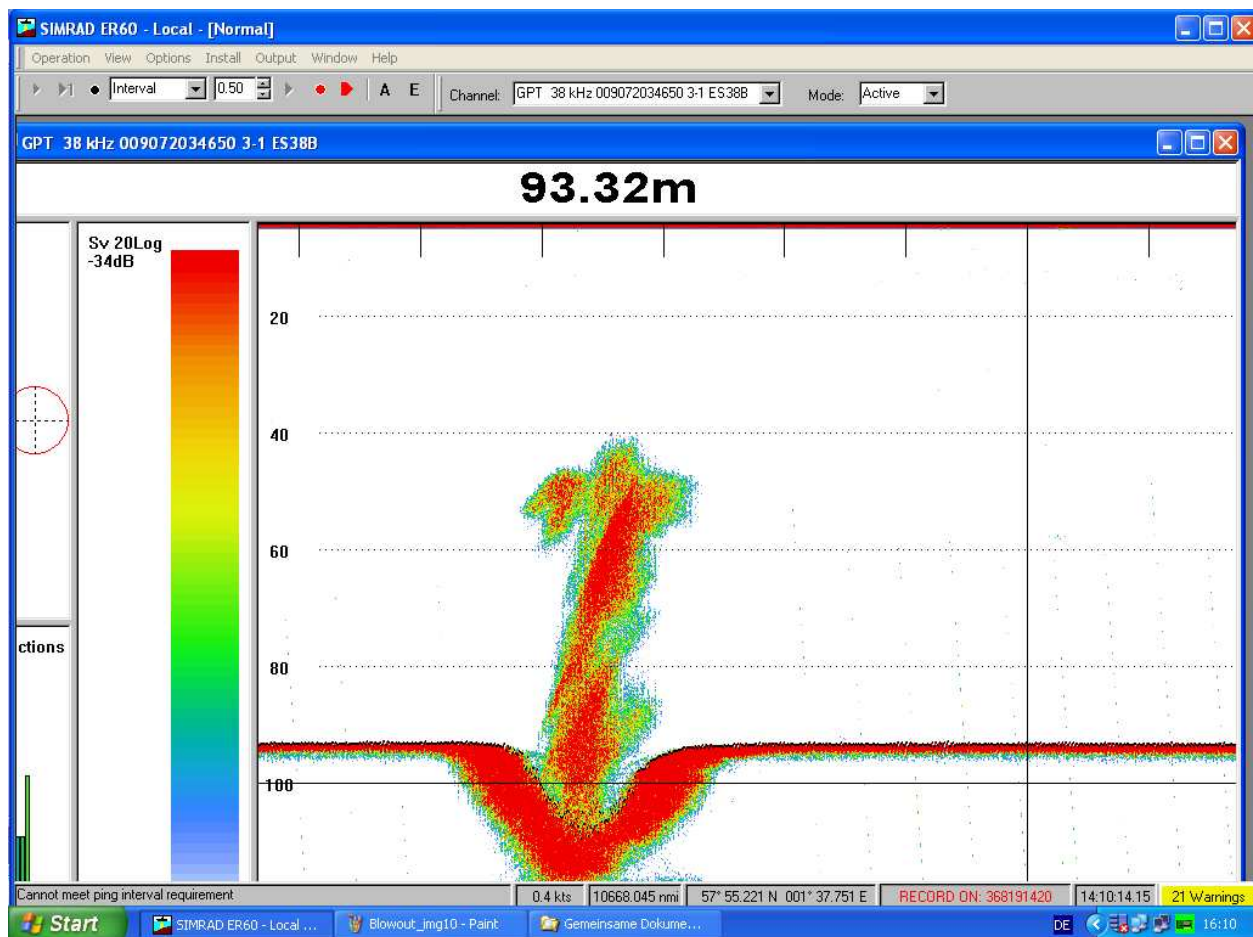 SIMRAD ER60 - Local - [Normal]
Operation View Options Install Output Window Help
Interval 0.50 A E Channel: GPT 38 kHz 009072034650 3-1 ES38B Mode: Active
GPT 38 kHz 009072034650 3-1 ES38B
93.32m
Sv 20Log
-34dB
20
40
60
ctions
80
100
Cannot meet ping interval requirement 0.4 kts 10668.045 nmi 57° 55.221 N 001° 37.751 E RECORD ON: 368191420 14:10:14.15 21 Warnings
Start SIMRAD ER60 - Local ... Blowout_img10 - Paint Gemeinsame Dokume... DE 16:10